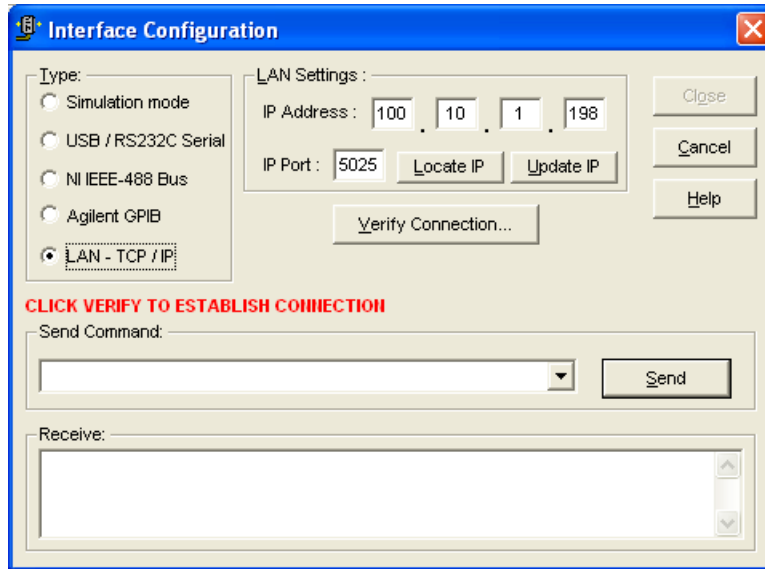 Interface Configuration
Type:
Simulation mode
USB / RS232C Serial
NI IEEE-488 Bus
Agilent GPIB
LAN - TCP / IP
LAN Settings :
IP Address : 100 . 10 . 1 . 198
IP Port : 5025 Locate IP Update IP
Verify Connection...
Close
Cancel
Help
CLICK VERIFY TO ESTABLISH CONNECTION
Send Command:
Send
Receive: